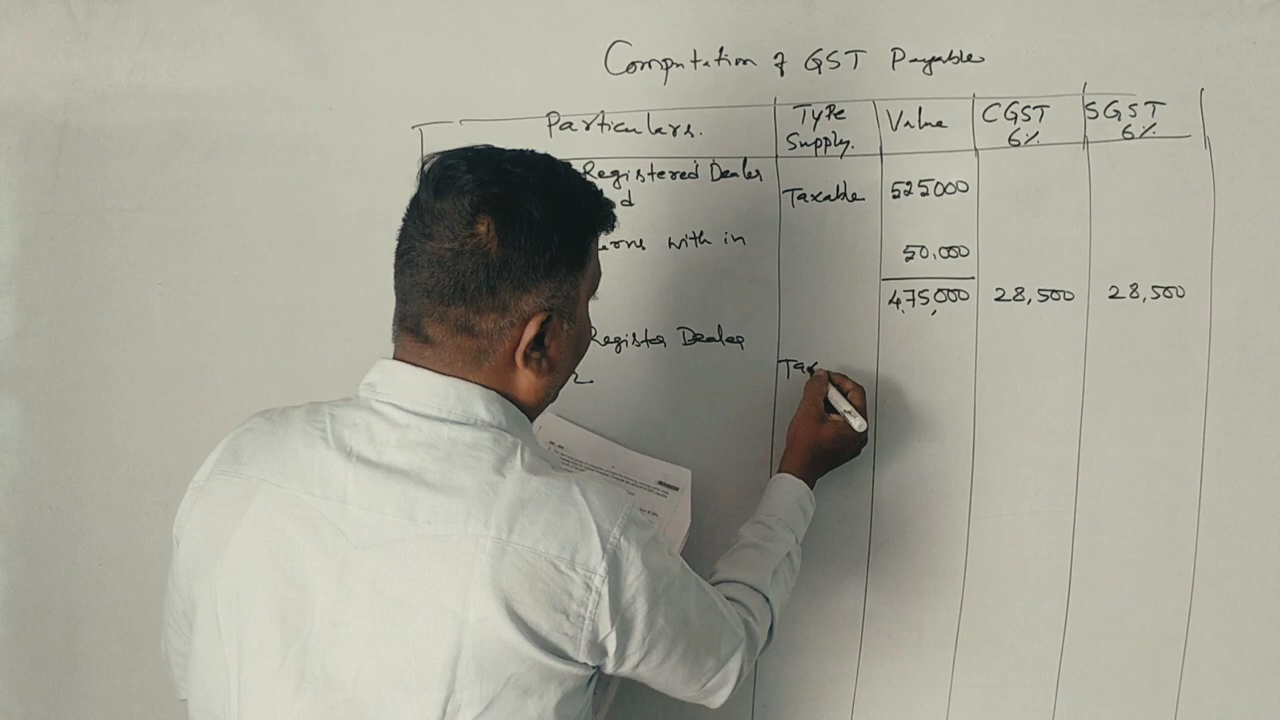 Computation of GST Payable
Particulars. Type Supply. Value CGST 6% SGST 6%
Registered Dealer
d Taxable 525000
with in
50,000
475,000 28,500 28,500
Register Dealer
Tax